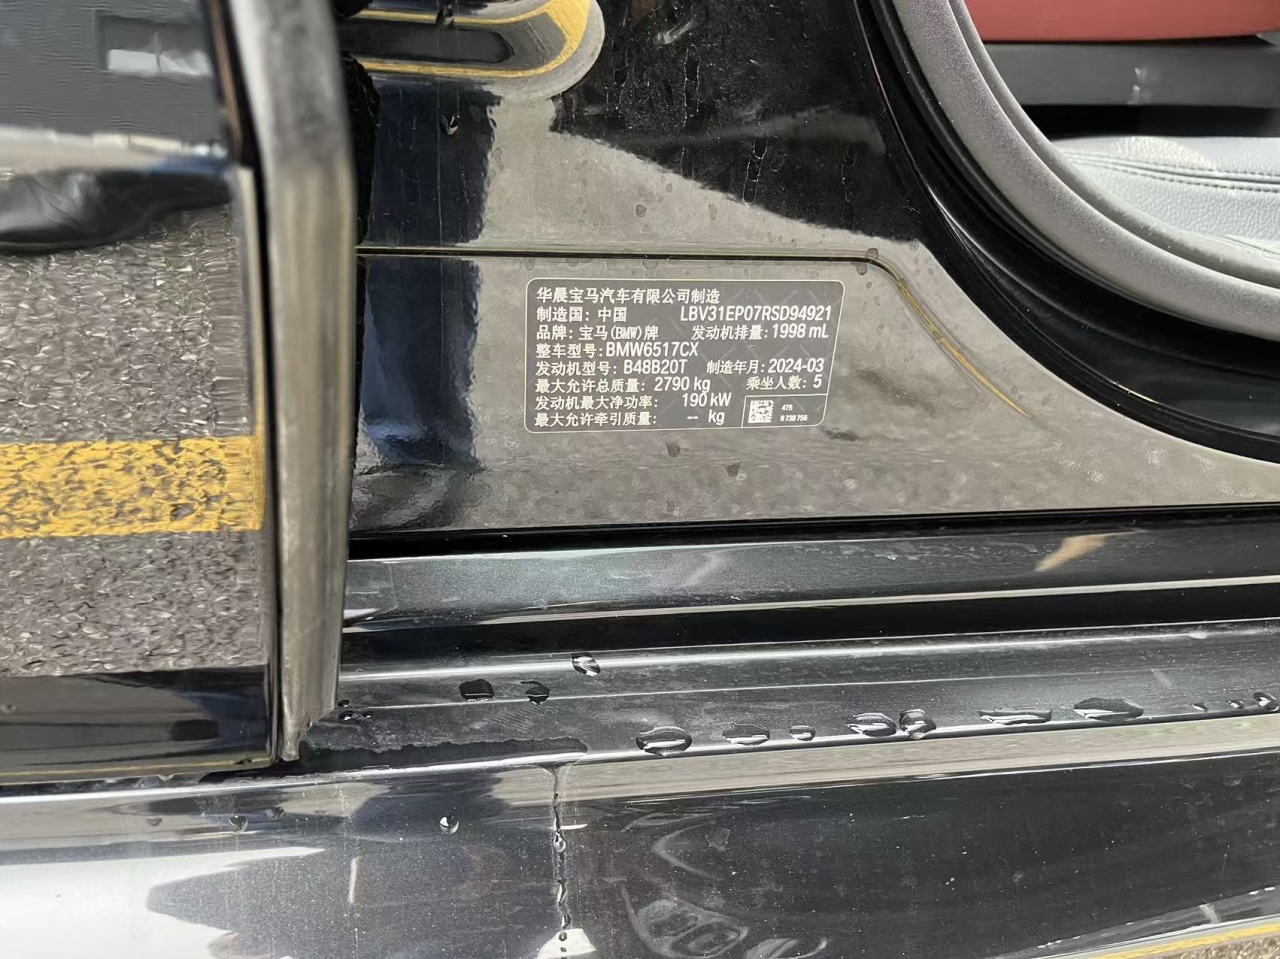 华晨宝马汽车有限公司制造
制造国：中国 LBV31EP07RSD94921
品牌：宝马(BMW)牌 发动机排量：1998 mL
整车型号：BMW6517CX
发动机型号：B48B20T 制造年月：2024-03
最大允许总质量：2790 kg 乘坐人数：5
发动机最大净功率：190 kW
最大允许牵引质量：-- kg
475